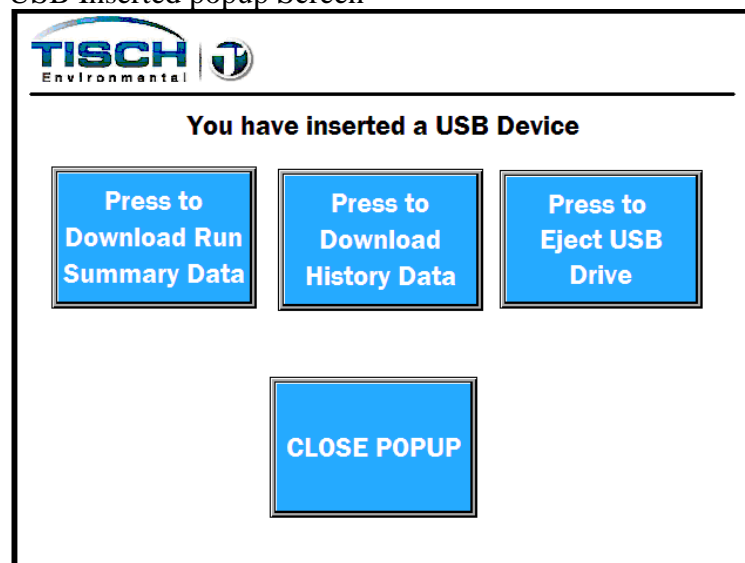 USB Inserted popup Screen
TISCH
Environmental
You have inserted a USB Device
Press to
Download Run
Summary Data
Press to
Download
History Data
Press to
Eject USB
Drive
CLOSE POPUP